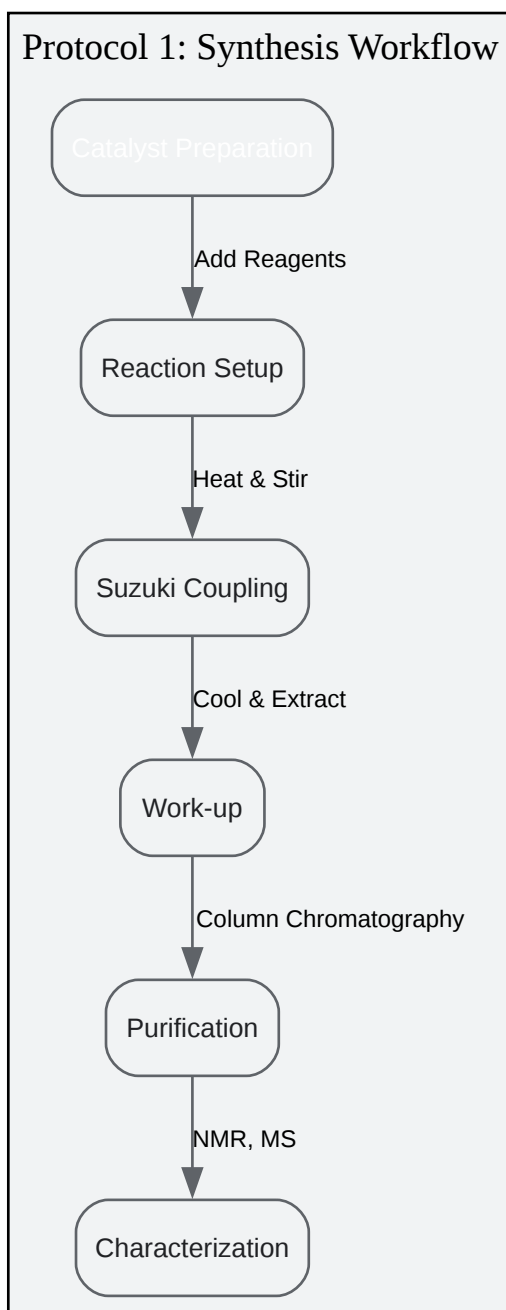 Protocol 1: Synthesis Workflow
Catalyst Preparation
Add Reagents
Reaction Setup
Heat & Stir
Suzuki Coupling
Cool & Extract
Work-up
Column Chromatography
Purification
NMR, MS
Characterization